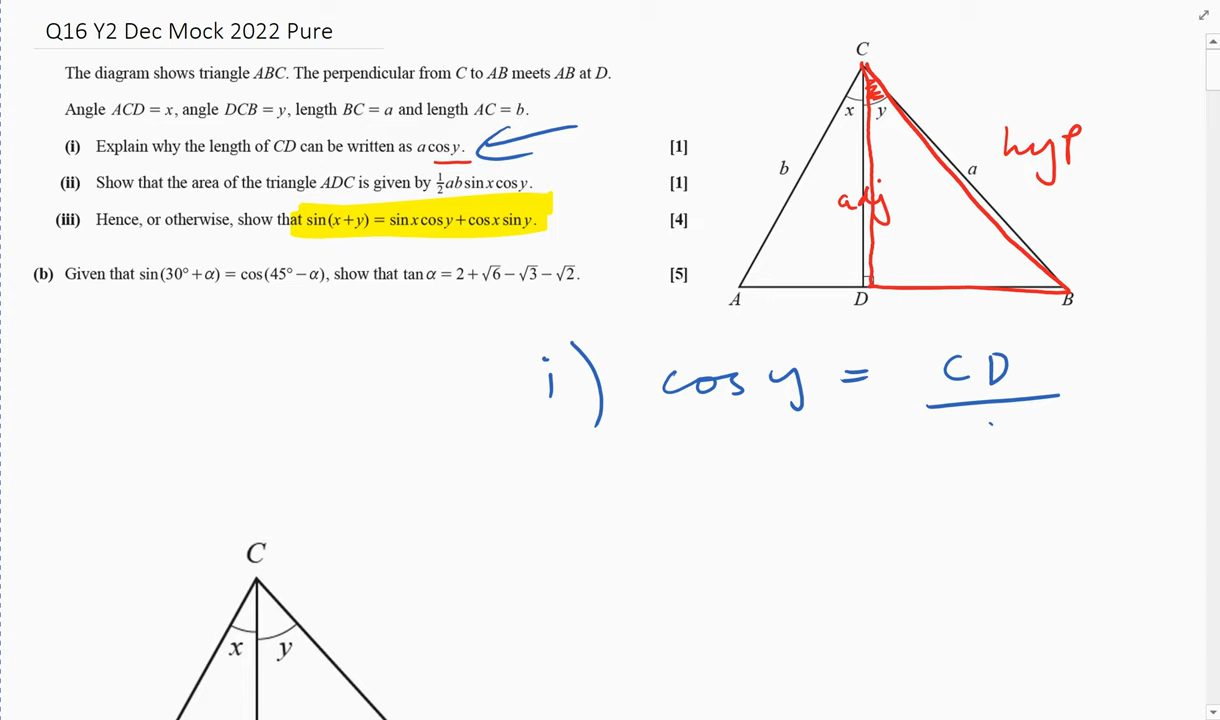 Q16 Y2 Dec Mock 2022 Pure
The diagram shows triangle ABC. The perpendicular from C to AB meets AB at D.
Angle ACD = x, angle DCB = y, length BC = a and length AC = b.
(i) Explain why the length of CD can be written as a cos y. [1]
(ii) Show that the area of the triangle ADC is given by ½ab sin x cos y. [1]
(iii) Hence, or otherwise, show that sin(x+y) = sin x cos y + cos x sin y. [4]
(b) Given that sin(30° + α) = cos(45° − α), show that tan α = 2 + √6 − √3 − √2. [5]
C
x y
b a
hyp
adj
A D B
i) cos y = CD
C
x y